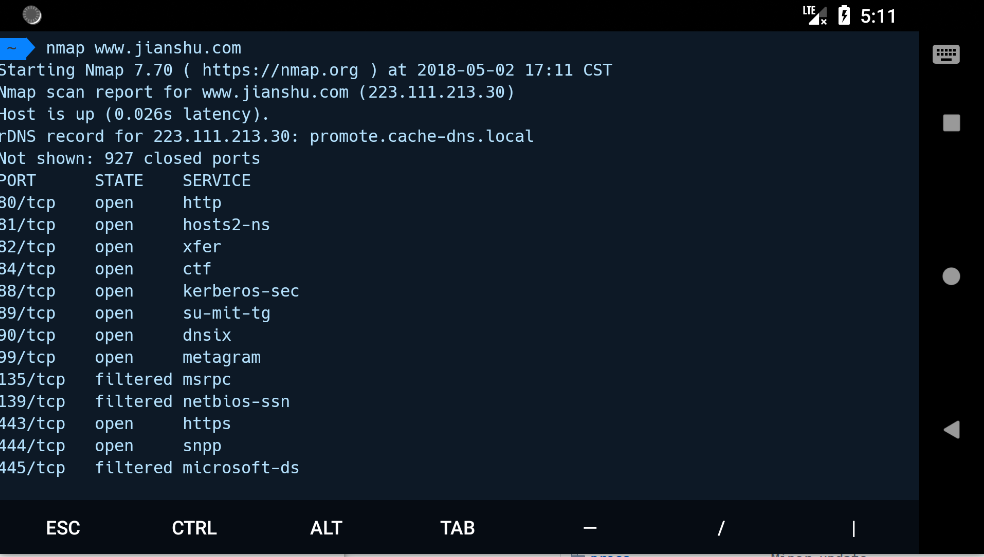 LTE 5:11
~ nmap www.jianshu.com
Starting Nmap 7.70 ( https://nmap.org ) at 2018-05-02 17:11 CST
Nmap scan report for www.jianshu.com (223.111.213.30)
Host is up (0.026s latency).
rDNS record for 223.111.213.30: promote.cache-dns.local
Not shown: 927 closed ports
PORT STATE SERVICE
80/tcp open http
81/tcp open hosts2-ns
82/tcp open xfer
84/tcp open ctf
88/tcp open kerberos-sec
89/tcp open su-mit-tg
90/tcp open dnsix
99/tcp open metagram
135/tcp filtered msrpc
139/tcp filtered netbios-ssn
443/tcp open https
444/tcp open snpp
445/tcp filtered microsoft-ds
ESC CTRL ALT TAB — / |